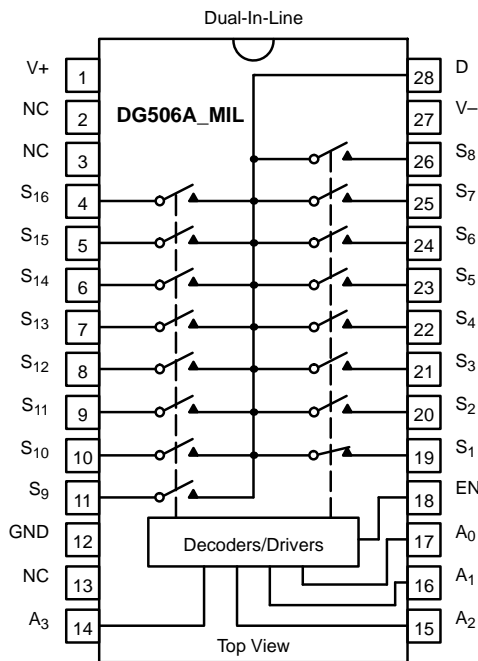 Dual-In-Line
V+ 1 28 D
NC 2 DG506A_MIL 27 V–
NC 3 26 S8
S16 4 25 S7
S15 5 24 S6
S14 6 23 S5
S13 7 22 S4
S12 8 21 S3
S11 9 20 S2
S10 10 19 S1
S9 11 18 EN
GND 12 Decoders/Drivers 17 A0
NC 13 16 A1
A3 14 15 A2
Top View